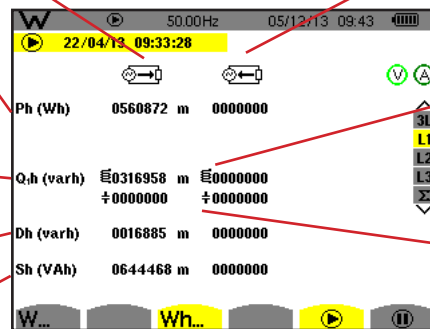 W 50.00Hz 05/12/13 09:43
22/04/13 09:33:28
V A
Ph (Wh) 0560872 m 0000000
3L
L1
L2
Q₁h (varh) 0316958 m 0000000
L3
÷0000000 ÷0000000
Σ
Dh (varh) 0016885 m 0000000
Sh (VAh) 0644468 m 0000000
W... Wh...